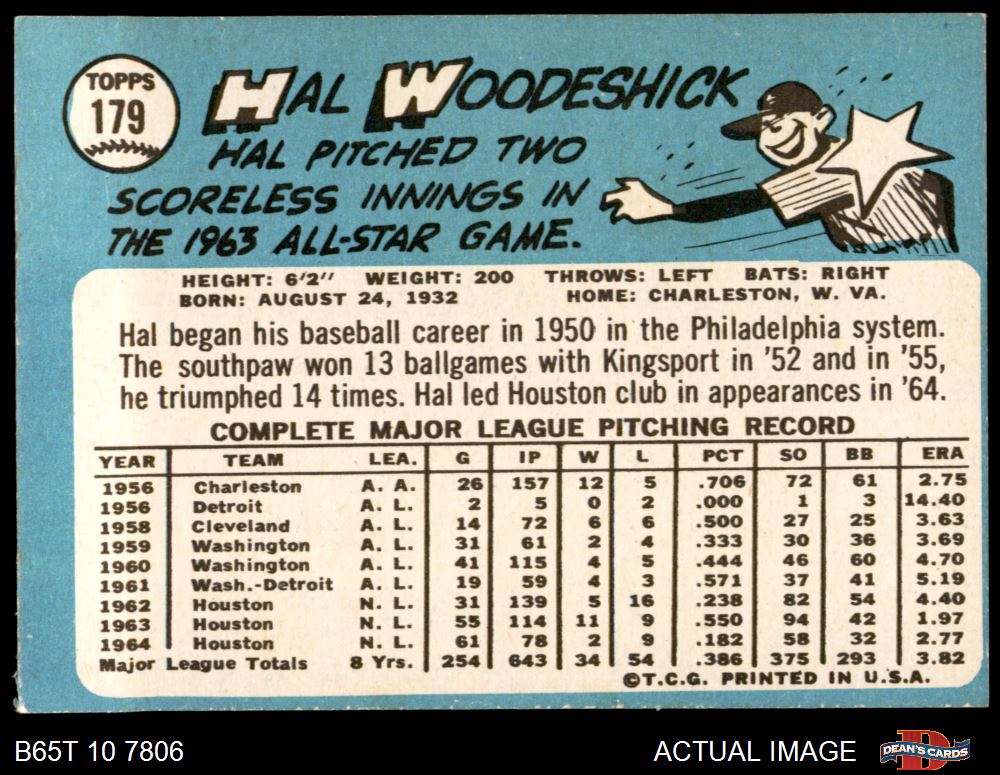 TOPPS
179
HAL WOODESHICK
HAL PITCHED TWO
SCORELESS INNINGS IN
THE 1963 ALL-STAR GAME.
HEIGHT: 6'2" WEIGHT: 200 THROWS: LEFT BATS: RIGHT
BORN: AUGUST 24, 1932 HOME: CHARLESTON, W. VA.
Hal began his baseball career in 1950 in the Philadelphia system.
The southpaw won 13 ballgames with Kingsport in '52 and in '55,
he triumphed 14 times. Hal led Houston club in appearances in '64.
COMPLETE MAJOR LEAGUE PITCHING RECORD
YEAR TEAM LEA. G IP W L PCT SO BB ERA
1956 Charleston A. A. 26 157 12 5 .706 72 61 2.75
1956 Detroit A. L. 2 5 0 2 .000 1 3 14.40
1958 Cleveland A. L. 14 72 6 6 .500 27 25 3.63
1959 Washington A. L. 31 61 2 4 .333 30 36 3.69
1960 Washington A. L. 41 115 4 5 .444 46 60 4.70
1961 Wash.-Detroit A. L. 19 59 4 3 .571 37 41 5.19
1962 Houston N. L. 31 139 5 16 .238 82 54 4.40
1963 Houston N. L. 55 114 11 9 .550 94 42 1.97
1964 Houston N. L. 61 78 2 9 .182 58 32 2.77
Major League Totals 8 Yrs. 254 643 34 54 .386 375 293 3.82
©T.C.G. PRINTED IN U.S.A.
B65T 10 7806 ACTUAL IMAGE DEAN'S CARDS